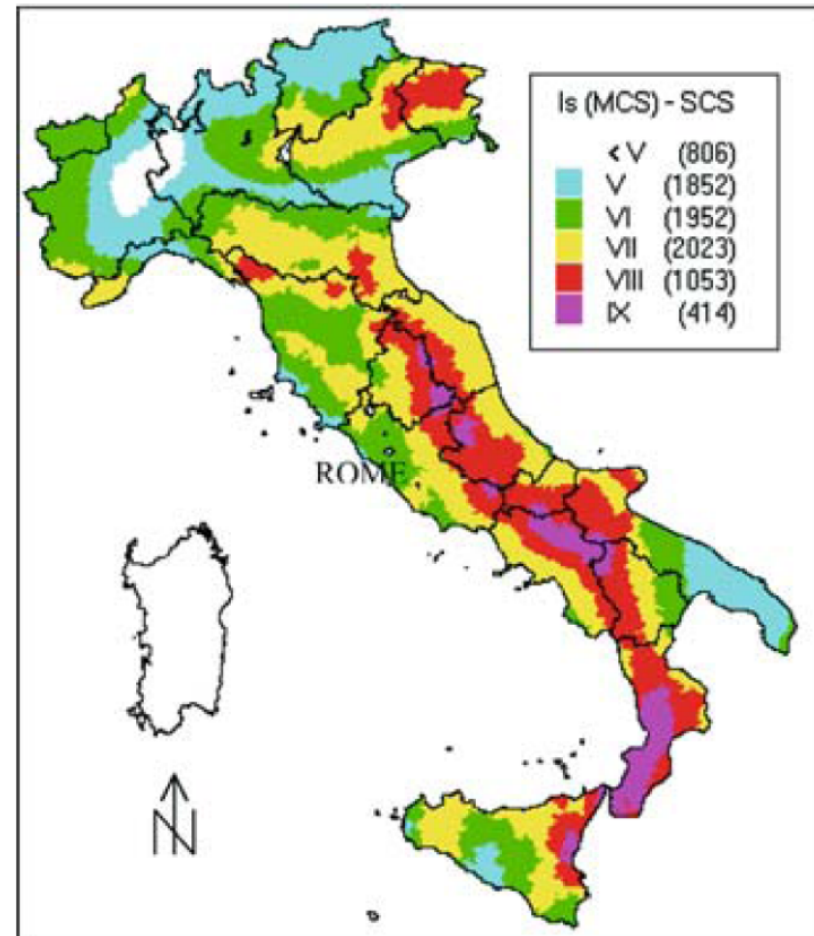 Is (MCS) - SCS
< V (806)
V (1852)
VI (1952)
VII (2023)
VIII (1053)
IX (414)
ROME
N